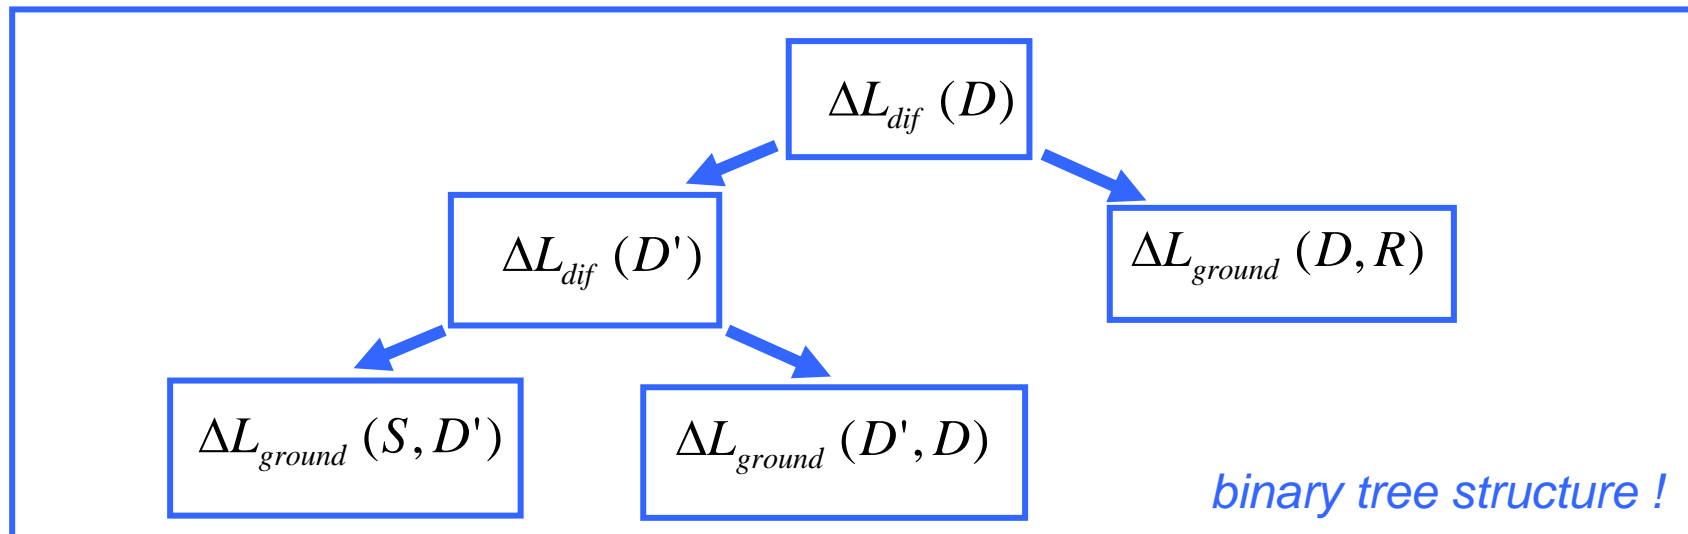 ΔL_dif (D)
ΔL_dif (D')
ΔL_ground (D,R)
ΔL_ground (S,D')
ΔL_ground (D',D)
binary tree structure !